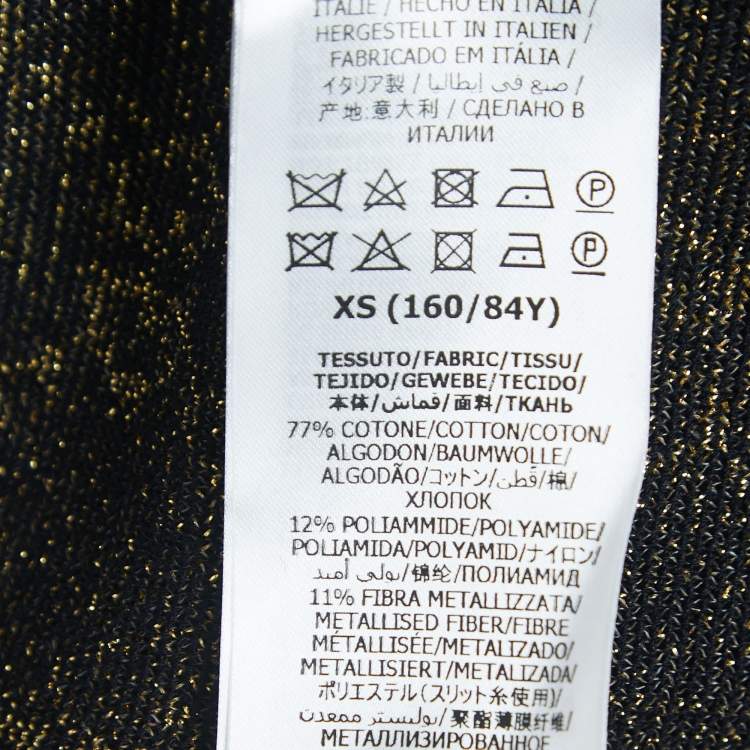 ITALIE / HECHO EN ITALIA /
HERGESTELLT IN ITALIEN /
FABRICADO EM ITÁLIA /
イタリア製 / صنع في إيطاليا /
产地:意大利 / СДЕЛАНО В
ИТАЛИИ
P
P
XS (160/84Y)
TESSUTO/FABRIC/TISSU/
TEJIDO/GEWEBE/TECIDO/
本体/قماش/面料/ТКАНЬ
77% COTONE/COTTON/COTON/
ALGODON/BAUMWOLLE/
ALGODÃO/コットン/قطن/棉/
ХЛОПОК
12% POLIAMMIDE/POLYAMIDE/
POLIAMIDA/POLYAMID/ナイロン/
بولي أميد/锦纶/ПОЛИАМИД
11% FIBRA METALLIZZATA/
METALLISED FIBER/FIBRE
MÉTALLISÉE/METALIZADO/
METALLISIERT/METALIZADA/
ポリエステル(スリット糸使用)/
بوليستر ممعدن/聚酯薄膜纤维/
МЕТАЛЛИЗИРОВАННОЕ